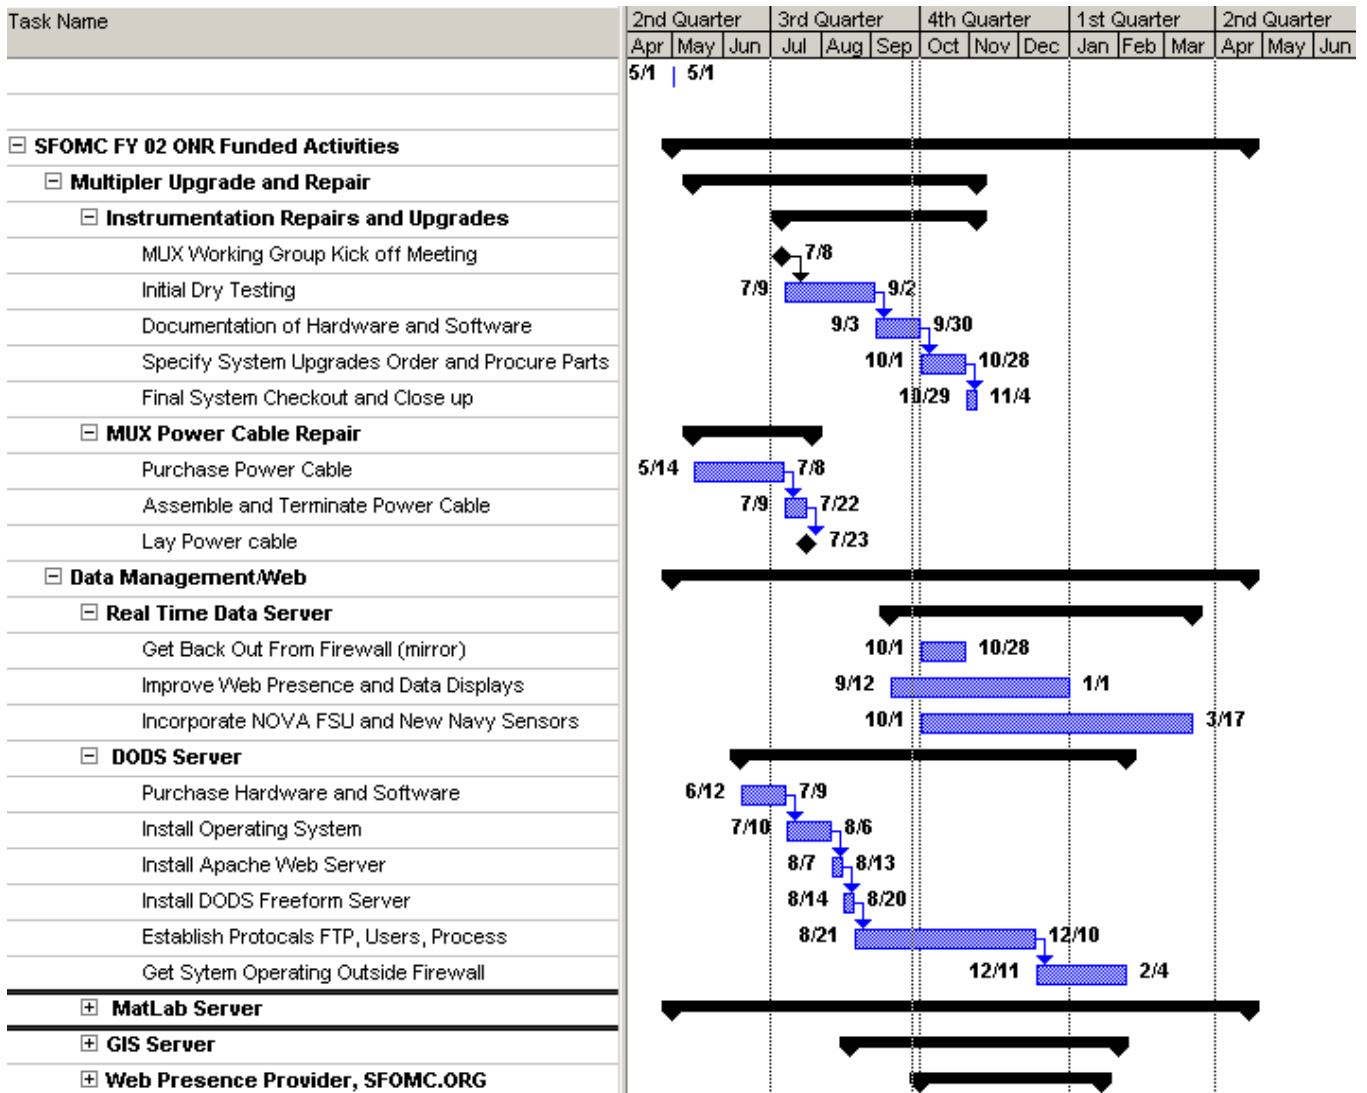 Task Name 2nd Quarter 3rd Quarter 4th Quarter 1st Quarter 2nd Quarter
Apr May Jun Jul Aug Sep Oct Nov Dec Jan Feb Mar Apr May Jun
5/1 5/1
SFOMC FY 02 ONR Funded Activities
Multipler Upgrade and Repair
Instrumentation Repairs and Upgrades
MUX Working Group Kick off Meeting 7/8
Initial Dry Testing 7/9 9/2
Documentation of Hardware and Software 9/3 9/30
Specify System Upgrades Order and Procure Parts 10/1 10/28
Final System Checkout and Close up 10/29 11/4
MUX Power Cable Repair
Purchase Power Cable 5/14 7/8
Assemble and Terminate Power Cable 7/9 7/22
Lay Power cable 7/23
Data Management/Web
Real Time Data Server
Get Back Out From Firewall (mirror) 10/1 10/28
Improve Web Presence and Data Displays 9/12 1/1
Incorporate NOVA FSU and New Navy Sensors 10/1 3/17
DODS Server
Purchase Hardware and Software 6/12 7/9
Install Operating System 7/10 8/6
Install Apache Web Server 8/7 8/13
Install DODS Freeform Server 8/14 8/20
Establish Protocals FTP, Users, Process 8/21 12/10
Get Sytem Operating Outside Firewall 12/11 2/4
MatLab Server
GIS Server
Web Presence Provider, SFOMC.ORG